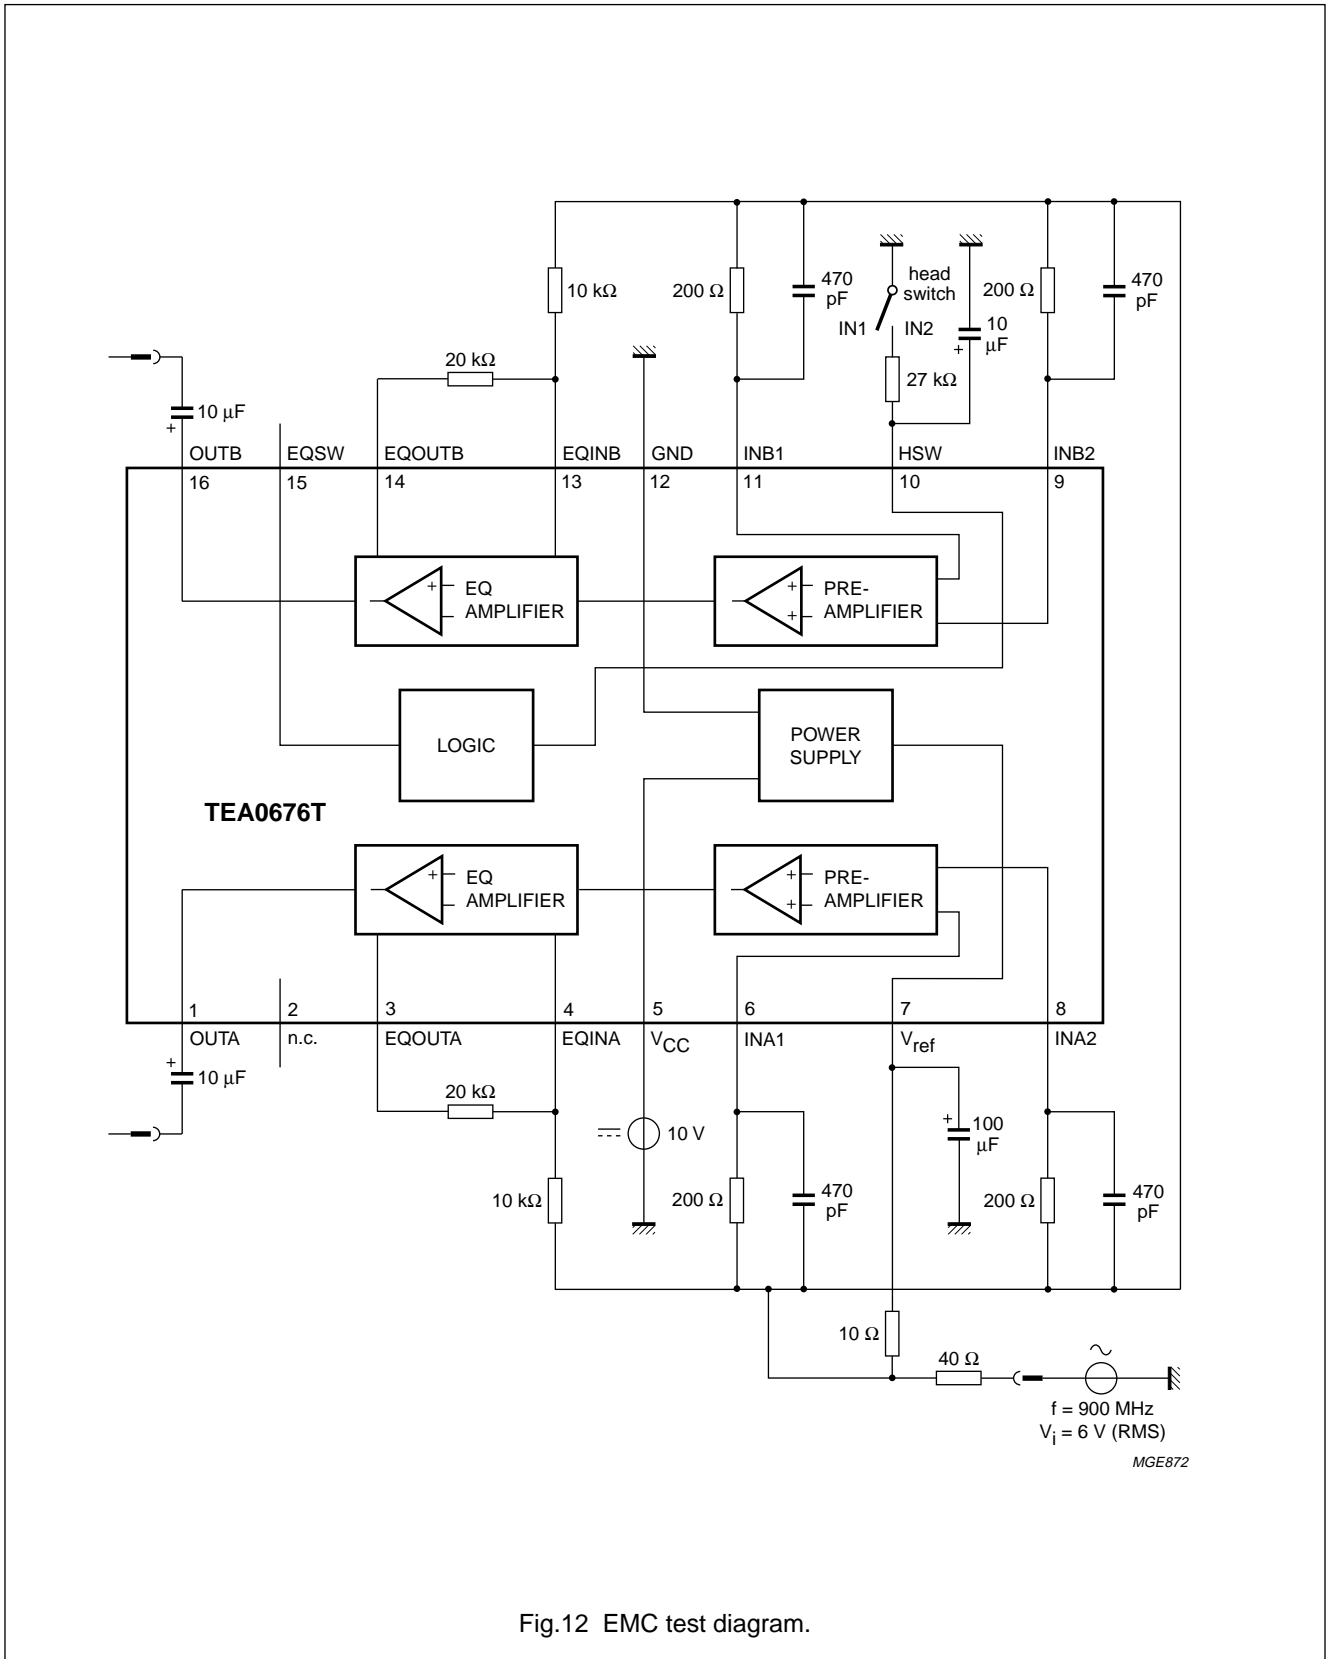 10 kΩ
200 Ω
470
pF
head
switch
IN1
IN2
10
μF
+
200 Ω
470
pF
20 kΩ
27 kΩ
10 μF
+
OUTB
EQSW
EQOUTB
EQINB
GND
INB1
HSW
INB2
16
15
14
13
12
11
10
9
+
EQ
AMPLIFIER
+
+
PRE-
AMPLIFIER
LOGIC
POWER
SUPPLY
TEA0676T
+
EQ
AMPLIFIER
+
+
PRE-
AMPLIFIER
1
2
3
4
5
6
7
8
OUTA
n.c.
EQOUTA
EQINA
VCC
INA1
Vref
INA2
+
10 μF
20 kΩ
10 V
+
100
μF
10 kΩ
200 Ω
470
pF
200 Ω
470
pF
10 Ω
40 Ω
f = 900 MHz
Vi = 6 V (RMS)
MGE872
Fig.12 EMC test diagram.